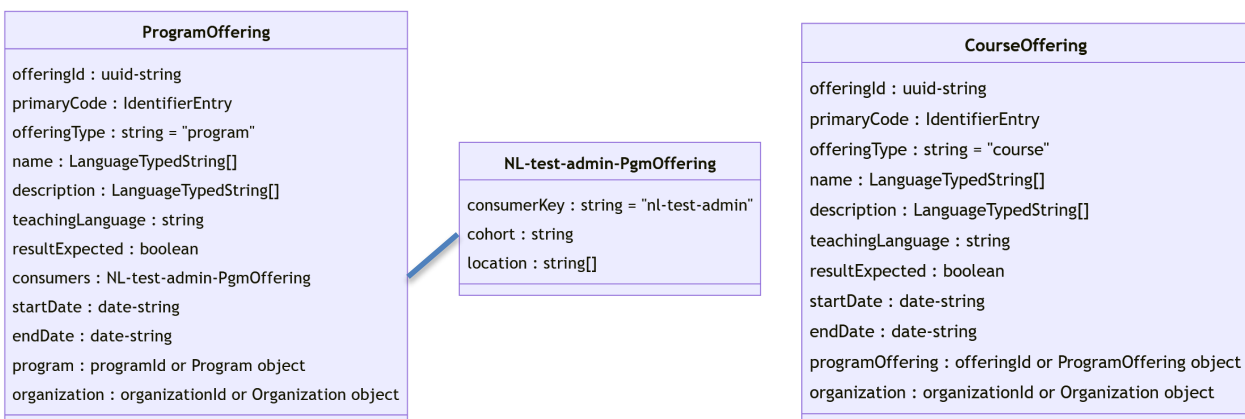 ProgramOffering
offeringId : uuid-string
primaryCode : IdentifierEntry
offeringType : string = "program"
name : LanguageTypedString[]
description : LanguageTypedString[]
teachingLanguage : string
resultExpected : boolean
consumers : NL-test-admin-PgmOffering
startDate : date-string
endDate : date-string
program : programId or Program object
organization : organizationId or Organization object
NL-test-admin-PgmOffering
consumerKey : string = "nl-test-admin"
cohort : string
location : string[]
CourseOffering
offeringId : uuid-string
primaryCode : IdentifierEntry
offeringType : string = "course"
name : LanguageTypedString[]
description : LanguageTypedString[]
teachingLanguage : string
resultExpected : boolean
startDate : date-string
endDate : date-string
programOffering : offeringId or ProgramOffering object
organization : organizationId or Organization object